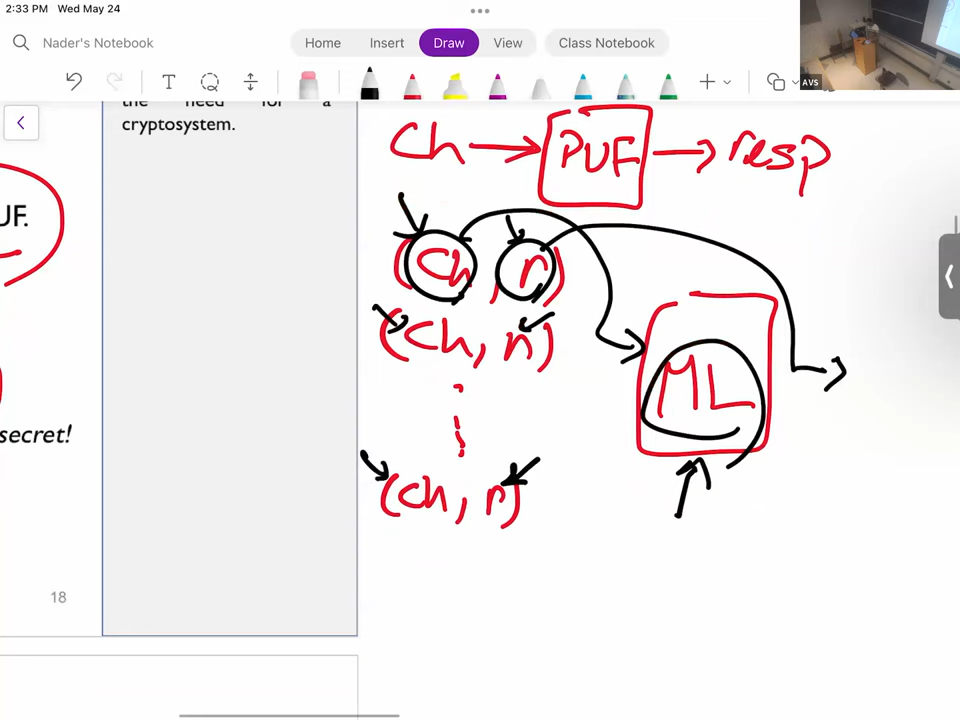 2:33 PM Wed May 24
Nader's Notebook
Home Insert Draw View Class Notebook
T
AVS
the need for a
cryptosystem.
UF.
secret!
18
Ch → PUF → resp
(Ch, r)
(Ch, r)
(Ch, r)
ML